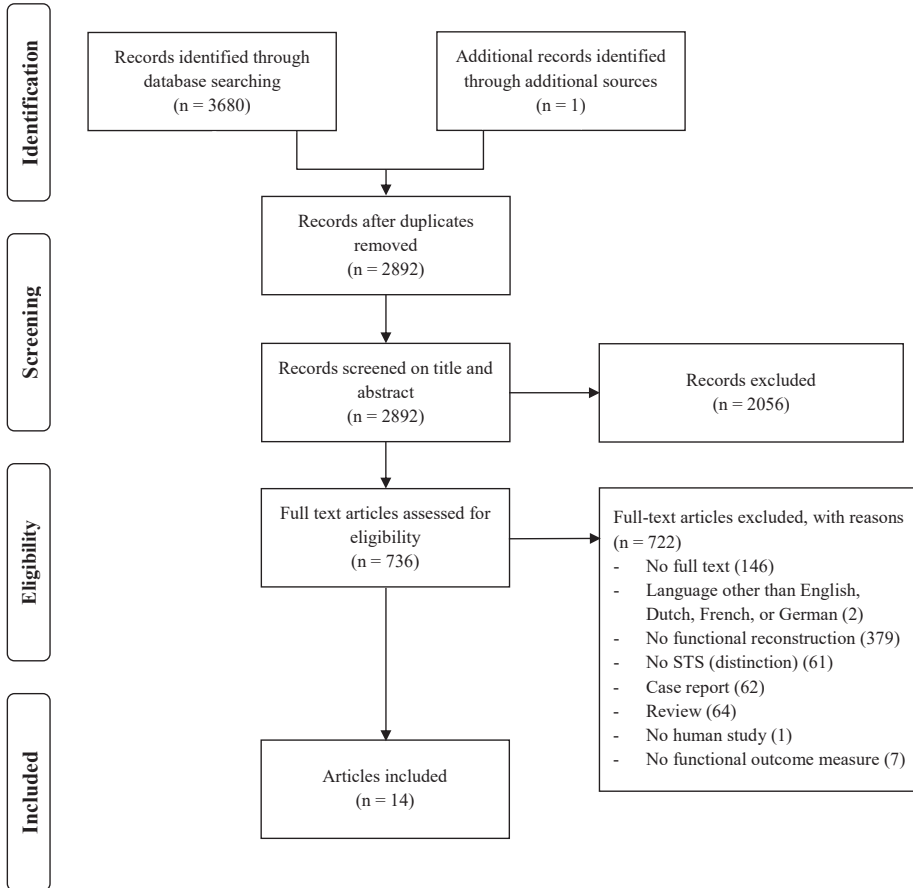 Identification
Records identified through
database searching
(n = 3680)
Additional records identified
through additional sources
(n = 1)
Records after duplicates
removed
(n = 2892)
Screening
Records screened on title and
abstract
(n = 2892)
Records excluded
(n = 2056)
Eligibility
Full text articles assessed for
eligibility
(n = 736)
Full-text articles excluded, with reasons
(n = 722)
- No full text (146)
- Language other than English,
Dutch, French, or German (2)
- No functional reconstruction (379)
- No STS (distinction) (61)
- Case report (62)
- Review (64)
- No human study (1)
- No functional outcome measure (7)
Included
Articles included
(n = 14)